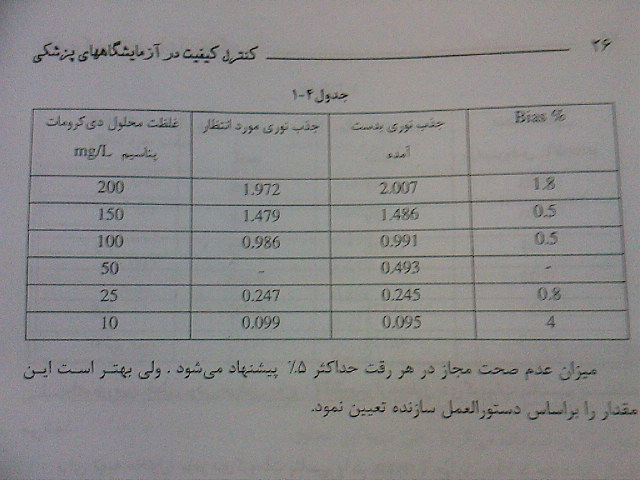 ۲۶ کنترل کیفیت در آزمایشگاههای پزشکی
جدول ۴-۱
غلظت محلول دی‌کرومات پتاسیم mg/L | جذب نوری مورد انتظار | جذب نوری بدست آمده | Bias %
200 | 1.972 | 2.007 | 1.8
150 | 1.479 | 1.486 | 0.5
100 | 0.986 | 0.991 | 0.5
50 | - | 0.493 | -
25 | 0.247 | 0.245 | 0.8
10 | 0.099 | 0.095 | 4
میزان عدم صحت مجاز در هر رقت حداکثر ۵٪ پیشنهاد می‌شود . ولی بهتر است این
مقدار را براساس دستورالعمل سازنده تعیین نمود.